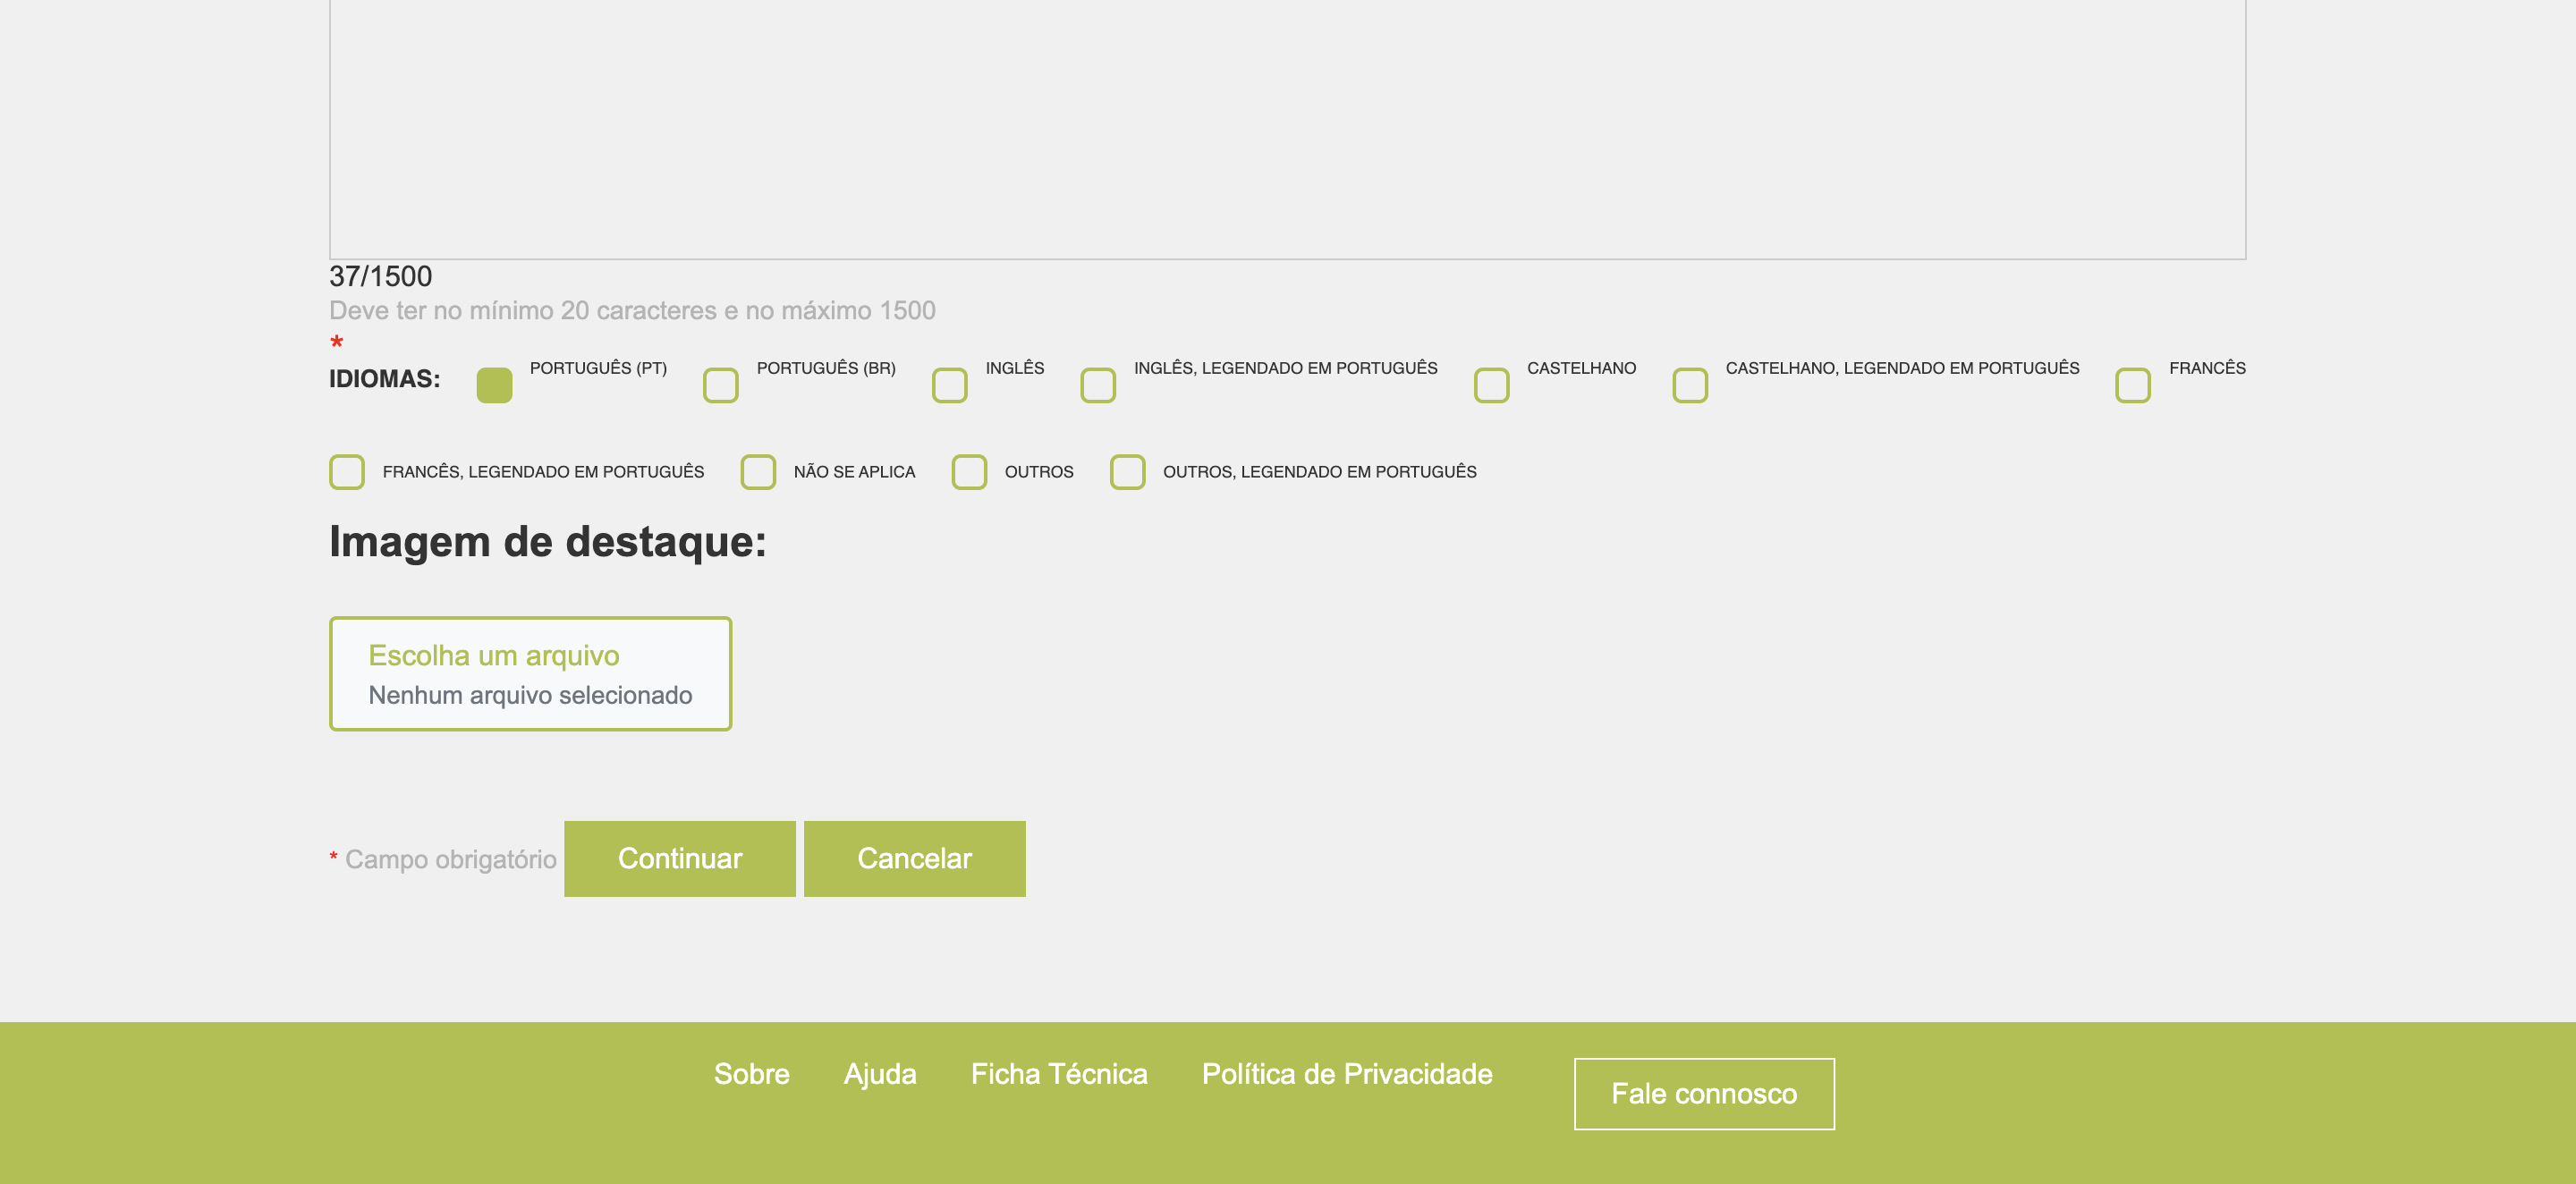 37/1500
Deve ter no mínimo 20 caracteres e no máximo 1500
*
IDIOMAS: PORTUGUÊS (PT) PORTUGUÊS (BR) INGLÊS INGLÊS, LEGENDADO EM PORTUGUÊS CASTELHANO CASTELHANO, LEGENDADO EM PORTUGUÊS FRANCÊS
FRANCÊS, LEGENDADO EM PORTUGUÊS NÃO SE APLICA OUTROS OUTROS, LEGENDADO EM PORTUGUÊS
Imagem de destaque:
Escolha um arquivo
Nenhum arquivo selecionado
* Campo obrigatório Continuar Cancelar
Sobre Ajuda Ficha Técnica Política de Privacidade Fale connosco